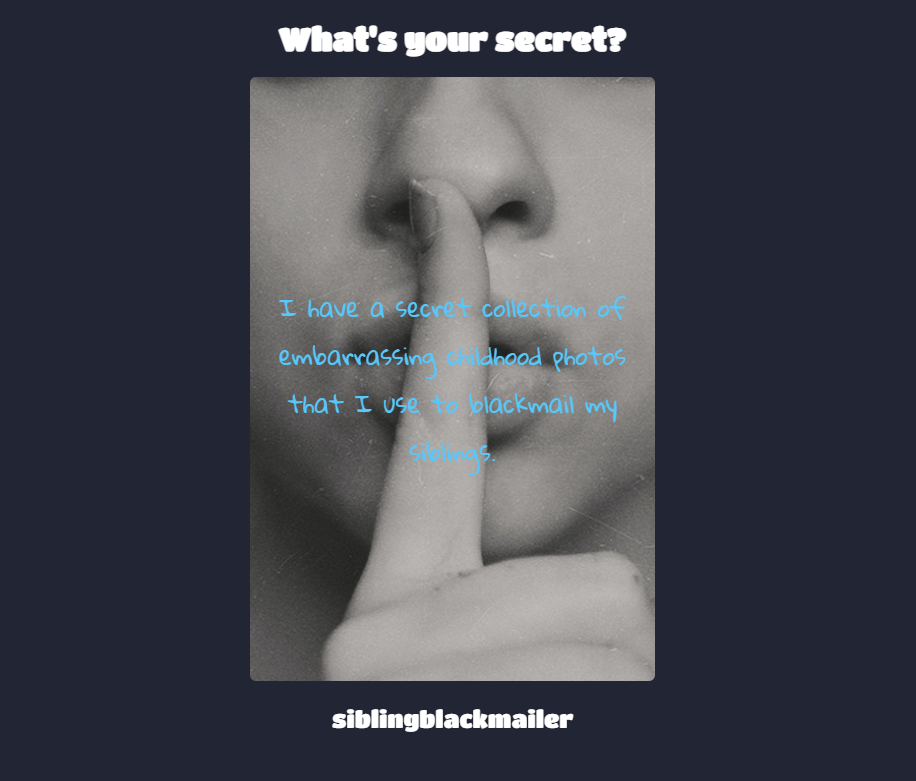 What's your secret?
I have a secret collection of
embarrassing childhood photos
that I use to blackmail my
siblings.
siblingblackmailer